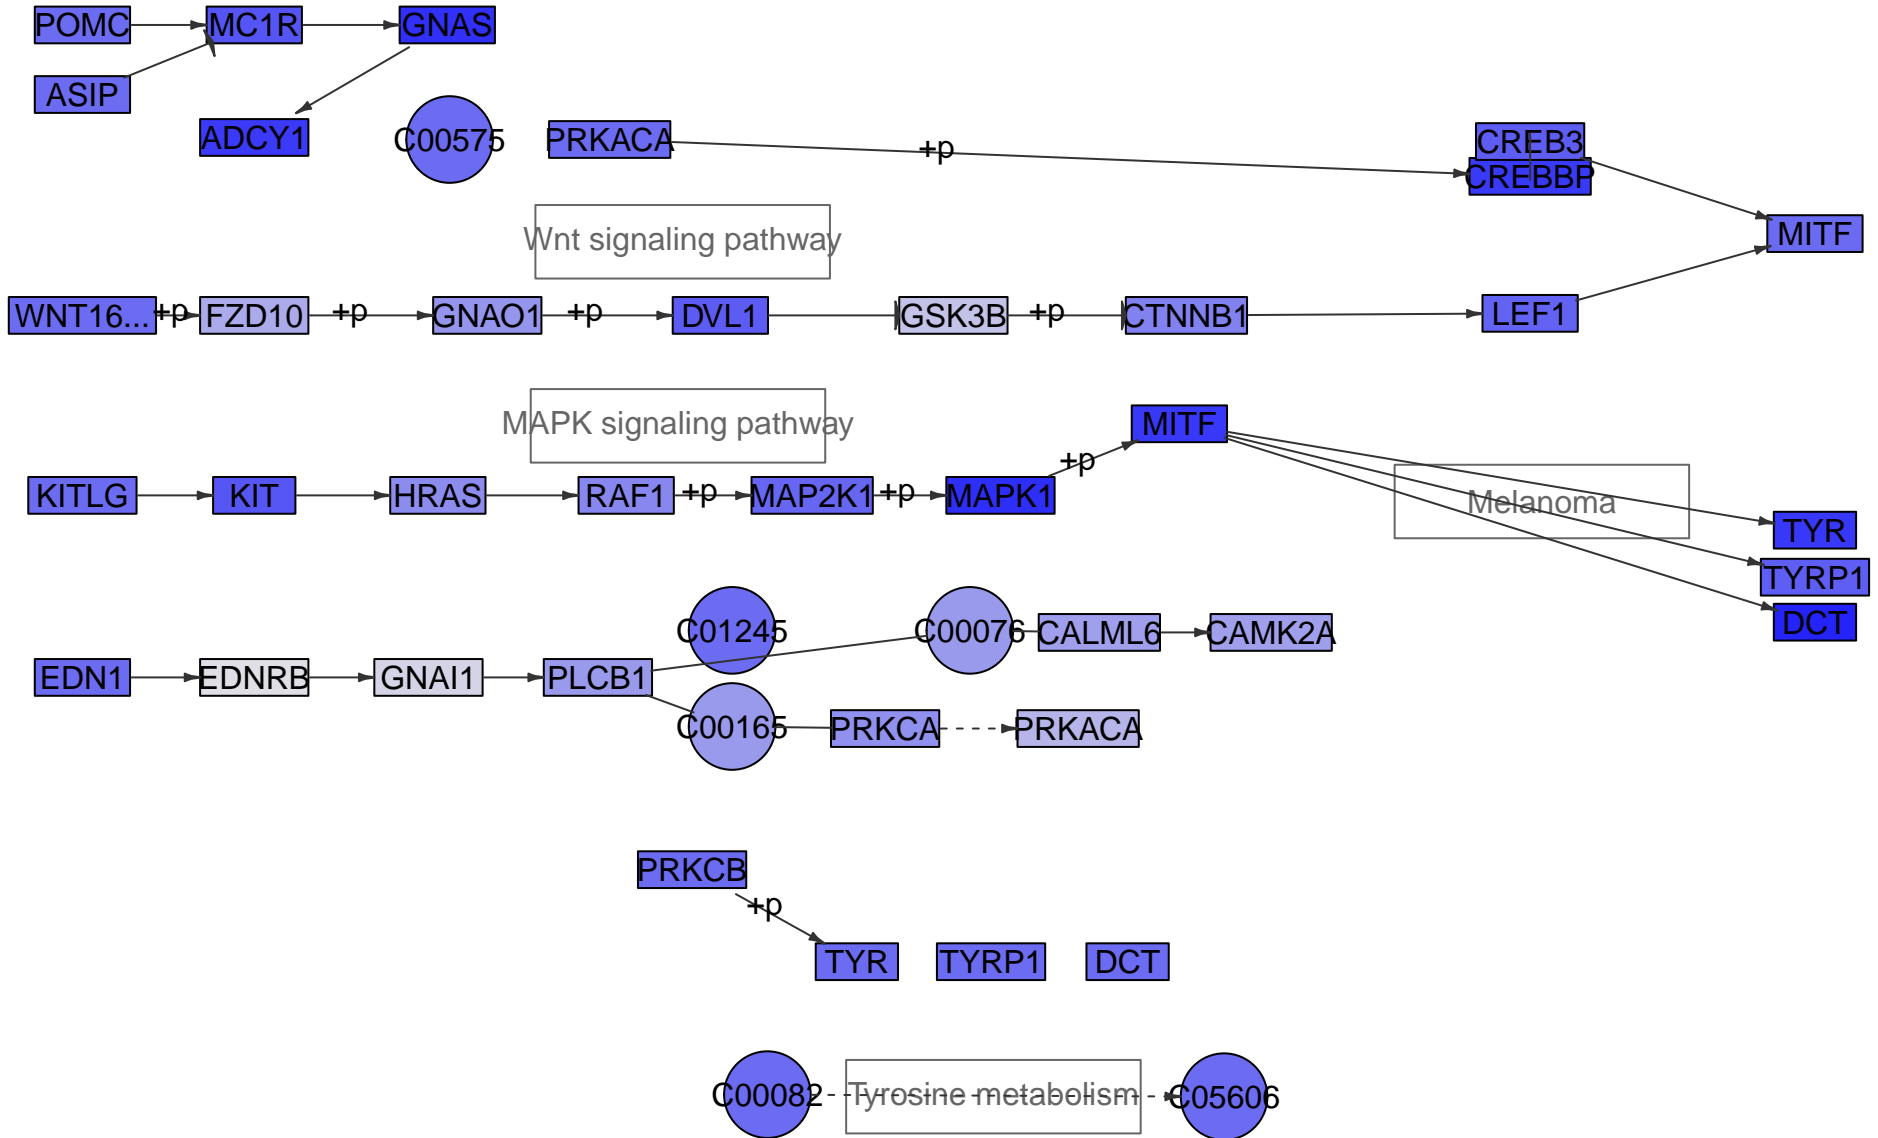 POMC
MC1R
GNAS
ASIP
ADCY1
C00575
PRKACA
+p
CREB3
CREBBP
Wnt signaling pathway
MITF
WNT16...
+p
FZD10
+p
GNAO1
+p
DVL1
GSK3B
+p
CTNNB1
LEF1
MAPK signaling pathway
MITF
+p
KITLG
KIT
HRAS
RAF1
+p
MAP2K1
+p
MAPK1
Melanoma
TYR
TYRP1
DCT
C01245
C00076
CALML6
CAMK2A
EDN1
EDNRB
GNAI1
PLCB1
C00165
PRKCA
PRKACA
PRKCB
+p
TYR
TYRP1
DCT
C00082
Tyrosine metabolism
C05606